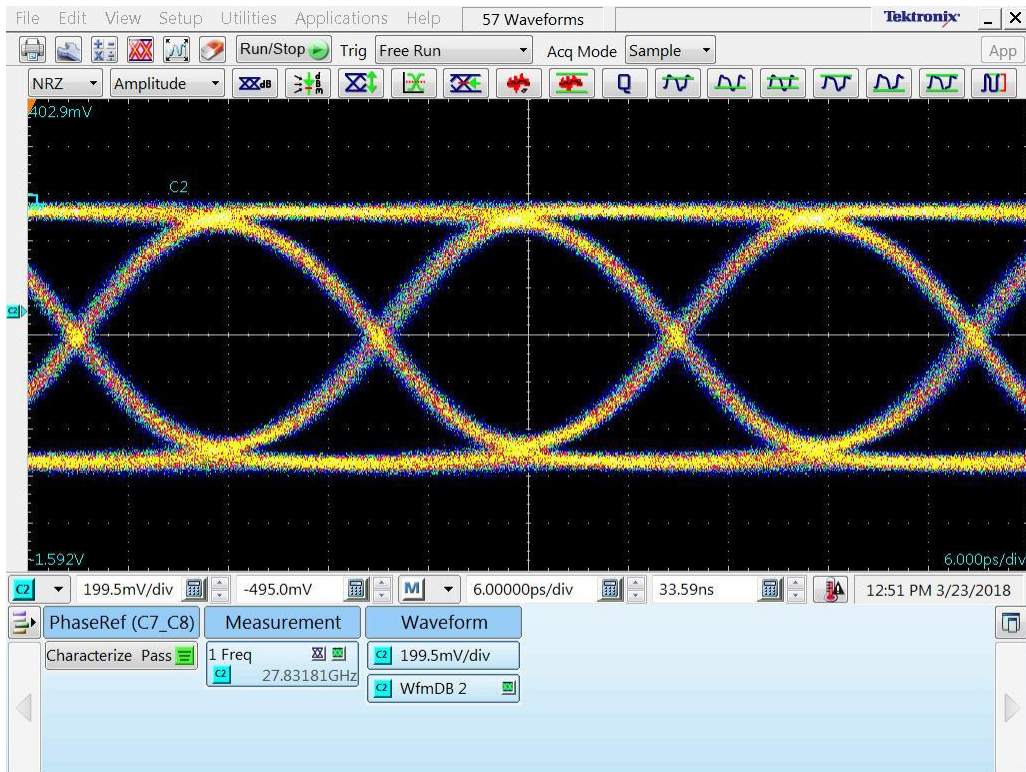 File Edit View Setup Utilities Applications Help 57 Waveforms Tektronix
Run/Stop Trig Free Run Acq Mode Sample App
NRZ Amplitude dB Q
402.9mV
C2
C2
-1.592V 6.000ps/div
C2 199.5mV/div -495.0mV M 6.00000ps/div 33.59ns 12:51 PM 3/23/2018
PhaseRef (C7_C8) Measurement Waveform
Characterize Pass 1 Freq C2 199.5mV/div
C2 27.83181GHz
C2 WfmDB 2